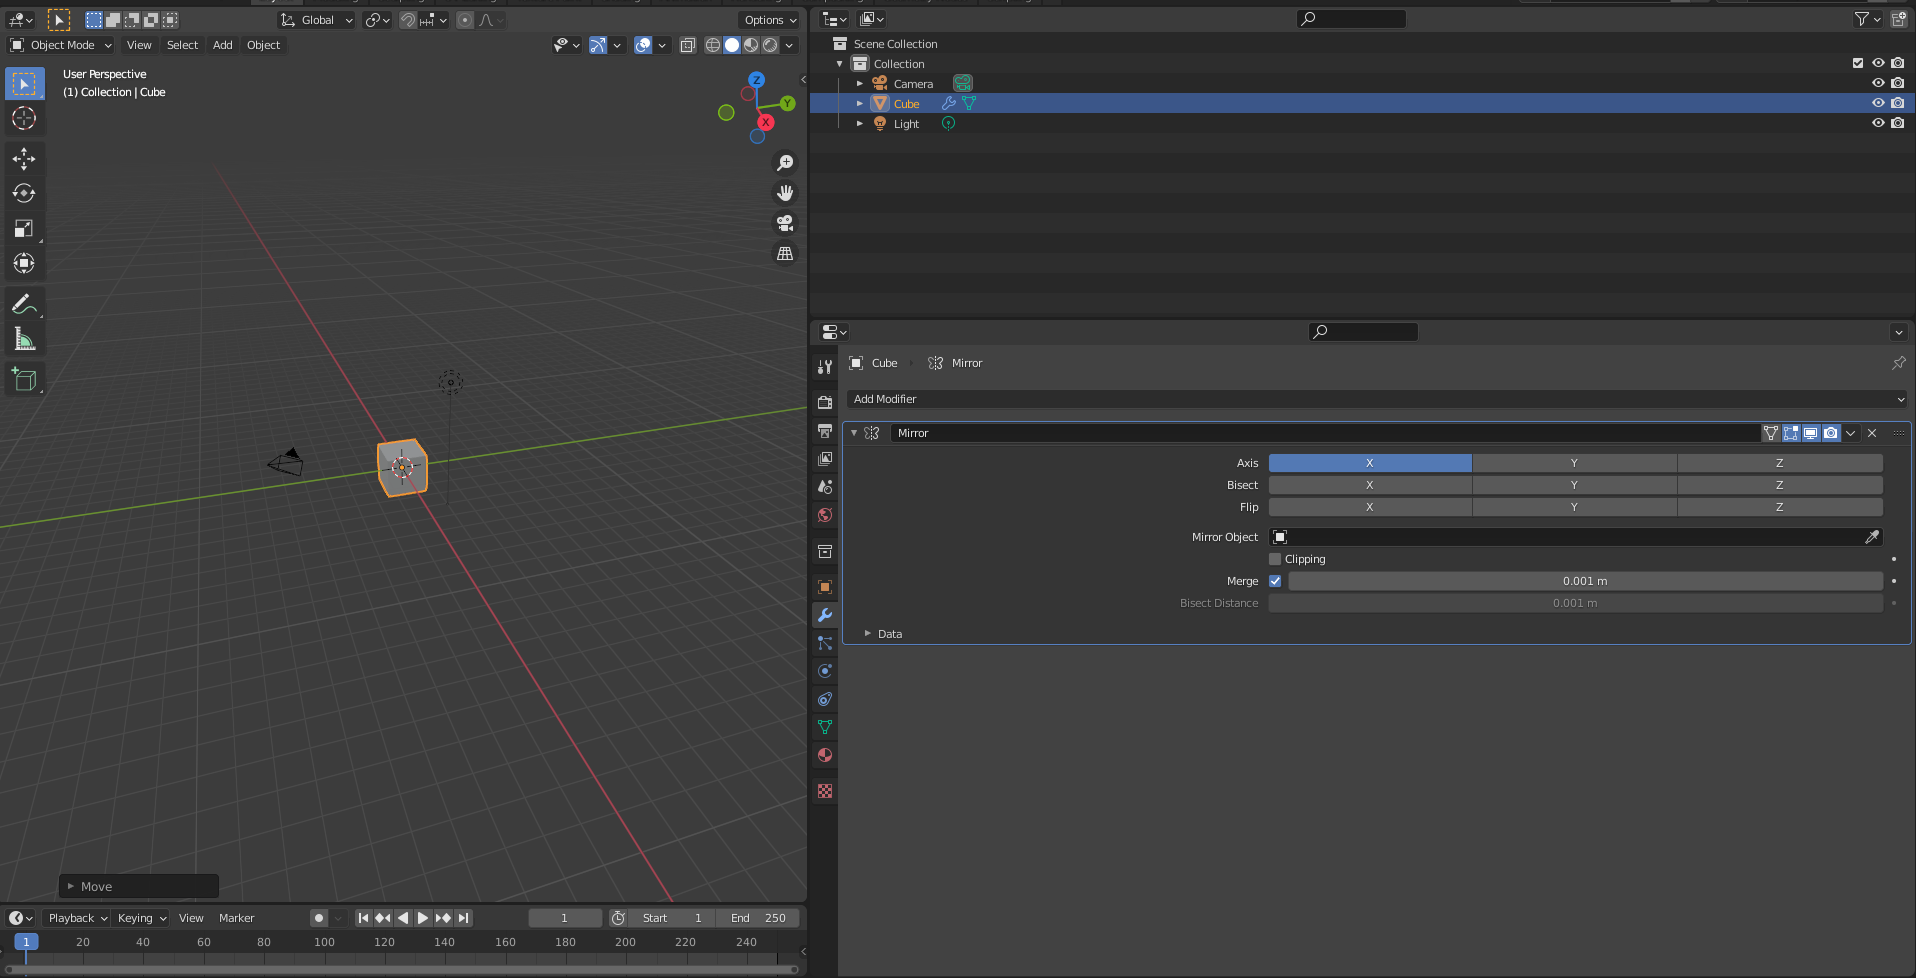 Global
Options
Object Mode
View
Select
Add
Object
User Perspective
(1) Collection | Cube
Z
Y
X
Move
Playback
Keying
View
Marker
1
Start
1
End
250
1
20
40
60
80
100
120
140
160
180
200
220
240
Scene Collection
Collection
Camera
Cube
Light
Cube
Mirror
Add Modifier
Mirror
Axis
X
Y
Z
Bisect
X
Y
Z
Flip
X
Y
Z
Mirror Object
Clipping
Merge
0.001 m
Bisect Distance
0.001 m
Data